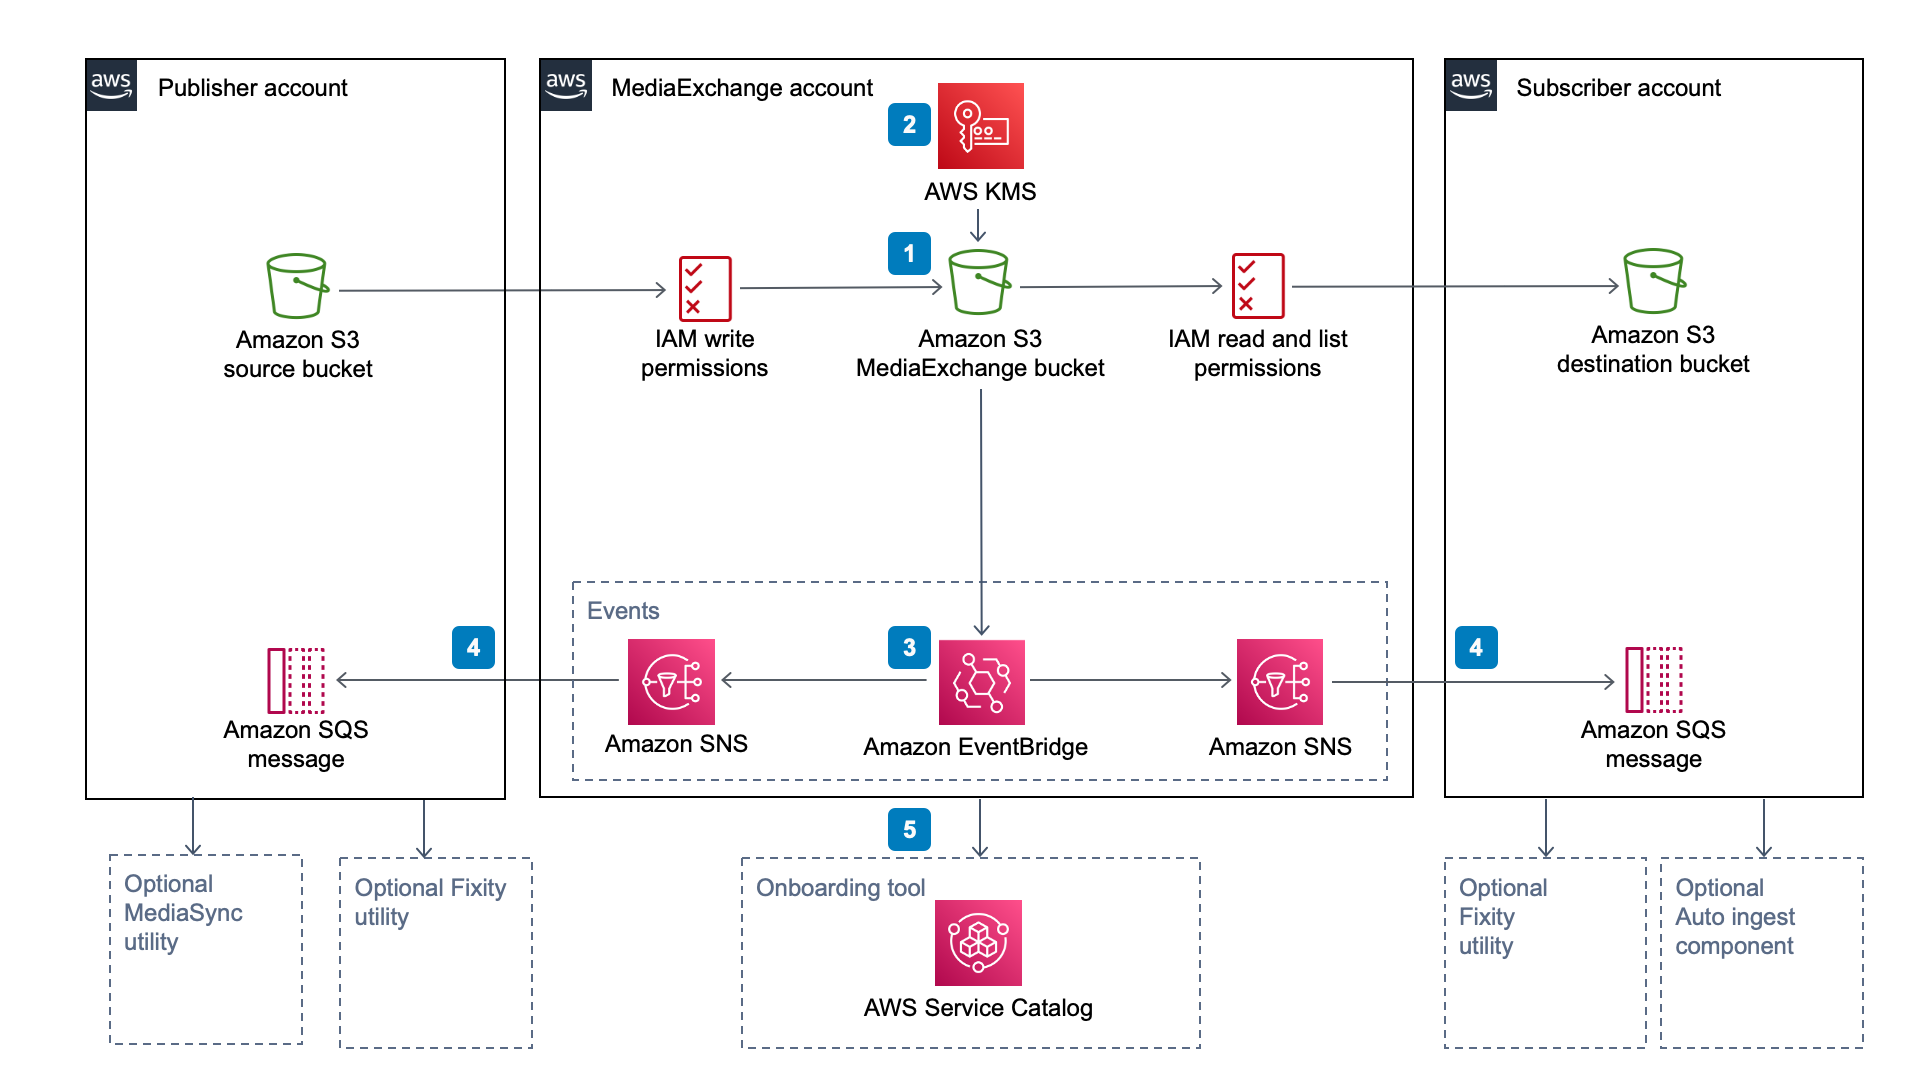 aws
Publisher account
aws
MediaExchange account
aws
Subscriber account
2
AWS KMS
1
Amazon S3
source bucket
IAM write
permissions
Amazon S3
MediaExchange bucket
IAM read and list
permissions
Amazon S3
destination bucket
Events
4
3
4
Amazon SQS
message
Amazon SNS
Amazon EventBridge
Amazon SNS
Amazon SQS
message
5
Optional
MediaSync
utility
Optional Fixity
utility
Onboarding tool
AWS Service Catalog
Optional
Fixity
utility
Optional
Auto ingest
component